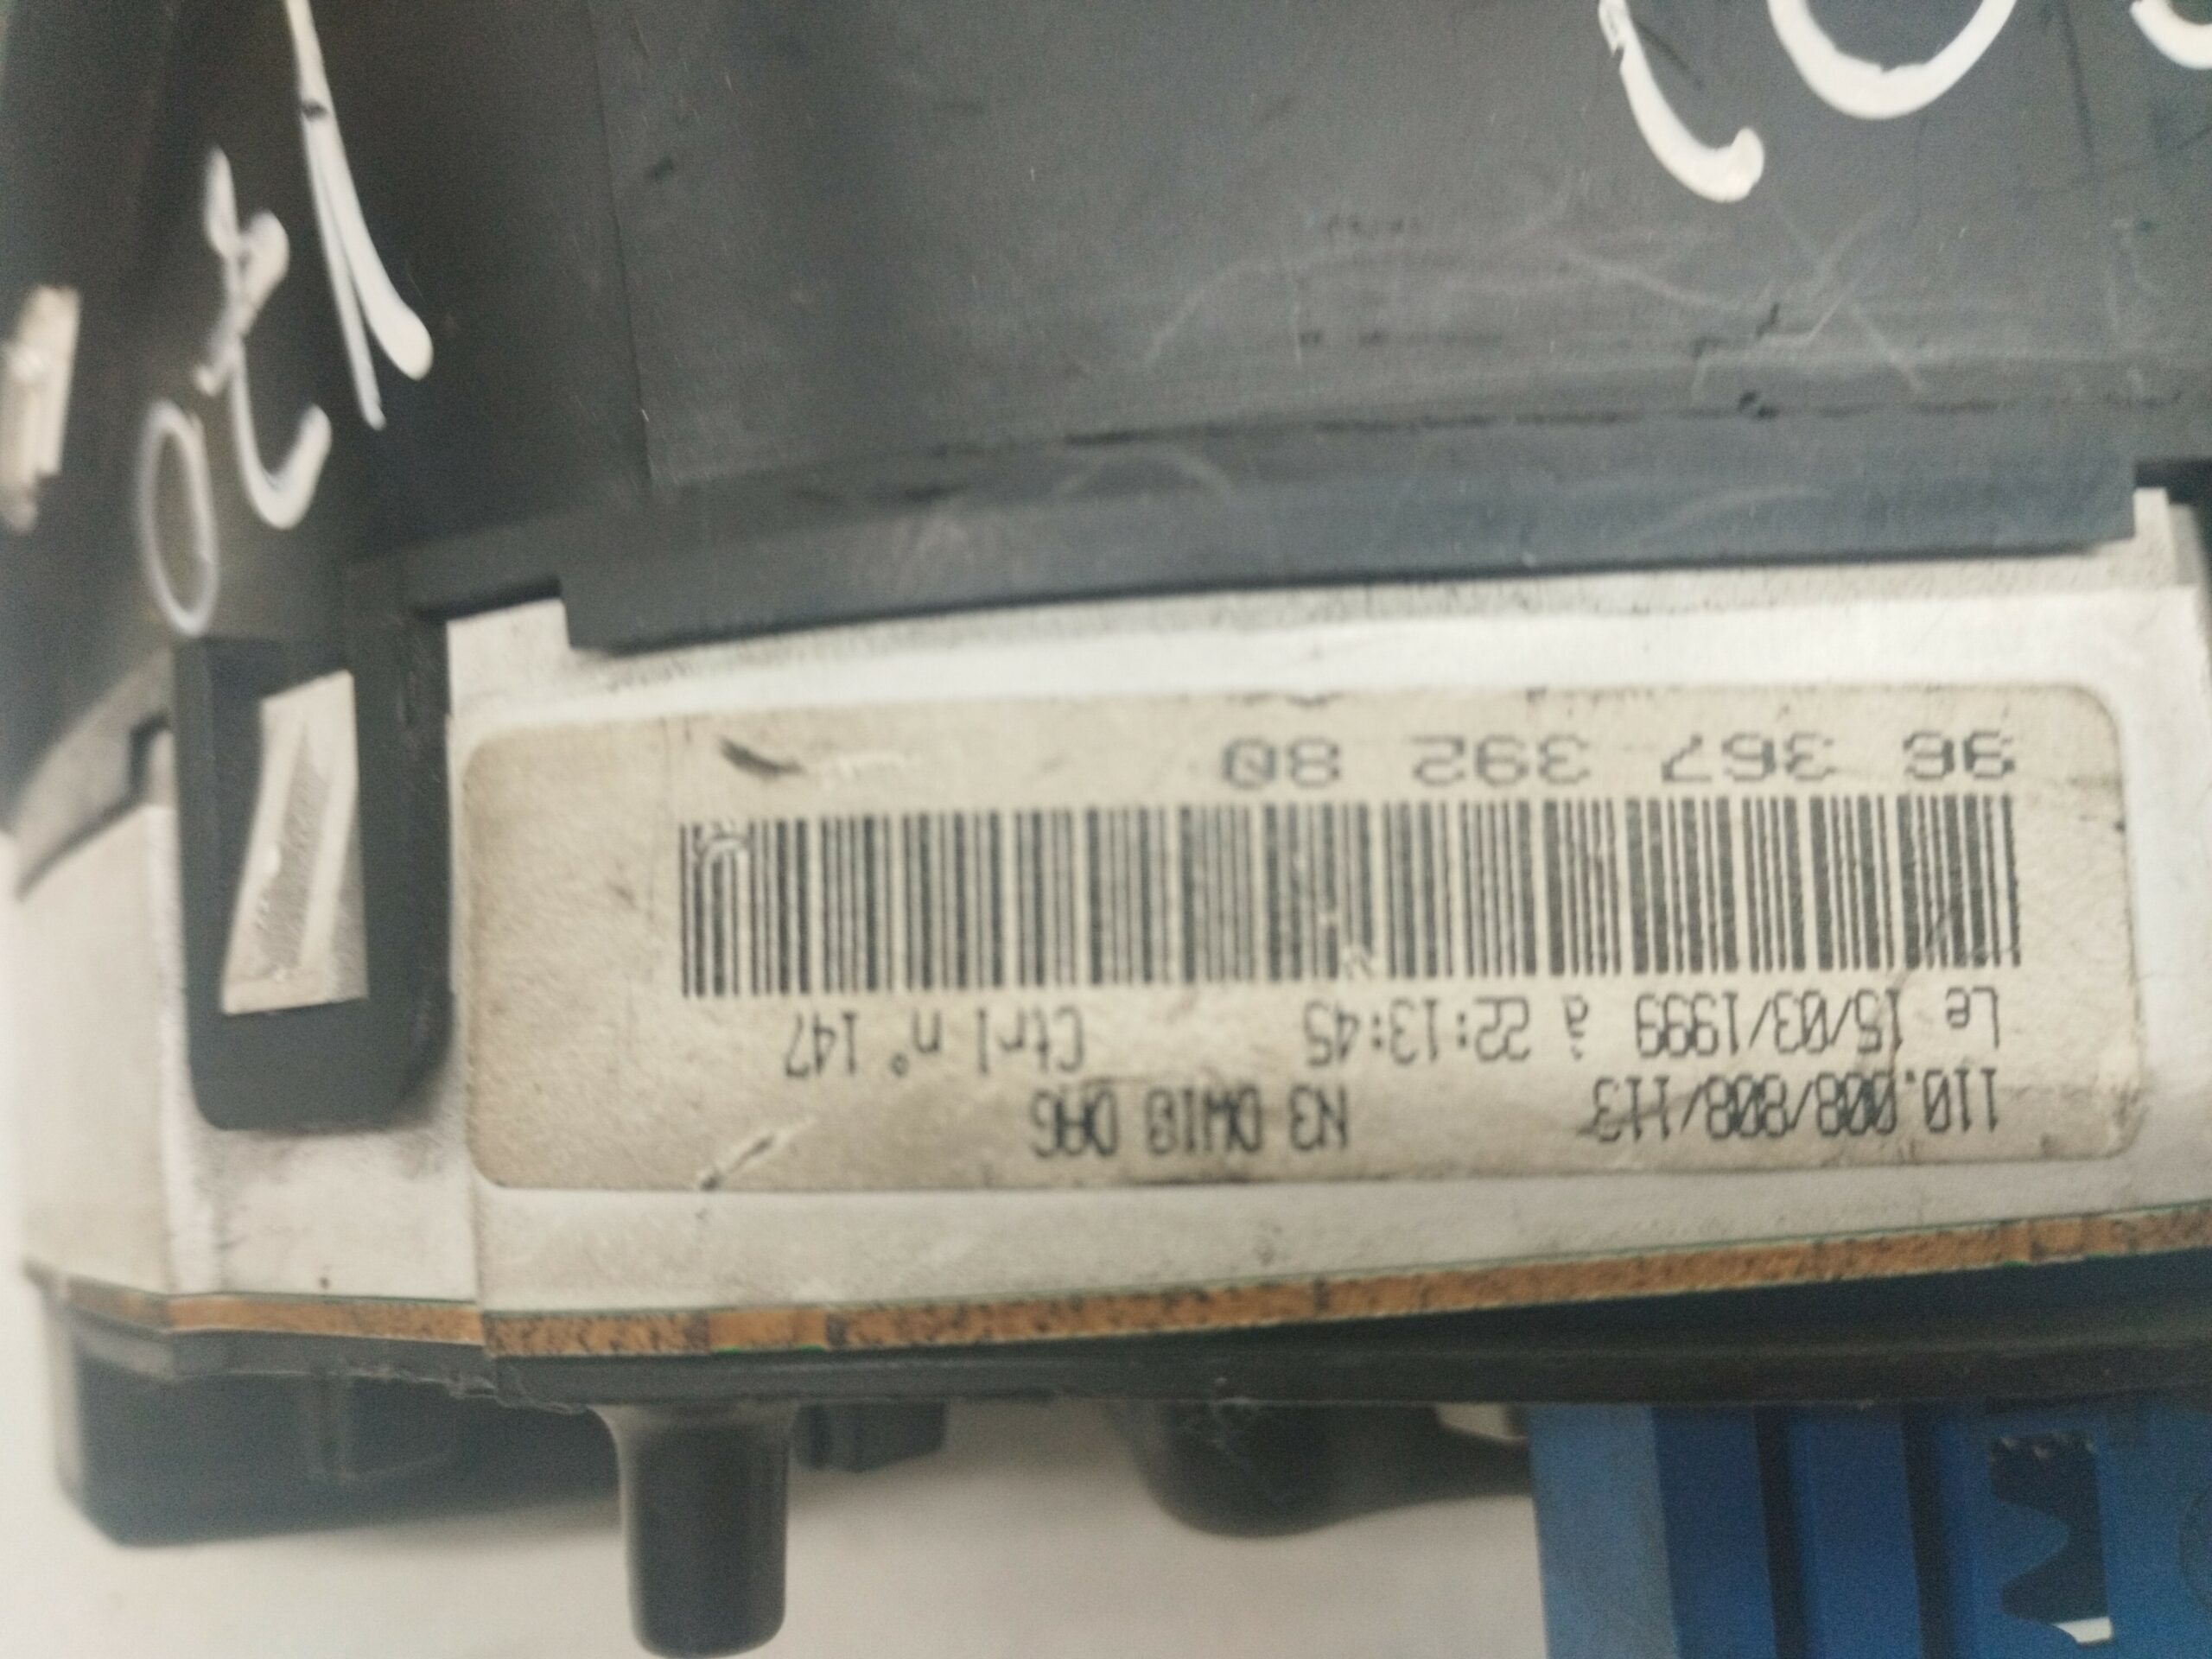 110.008/808/113 N3 DW10 DAG
Le 15/03/1999 à 22:13:45 Ctrl n° 147
96 367 392 80